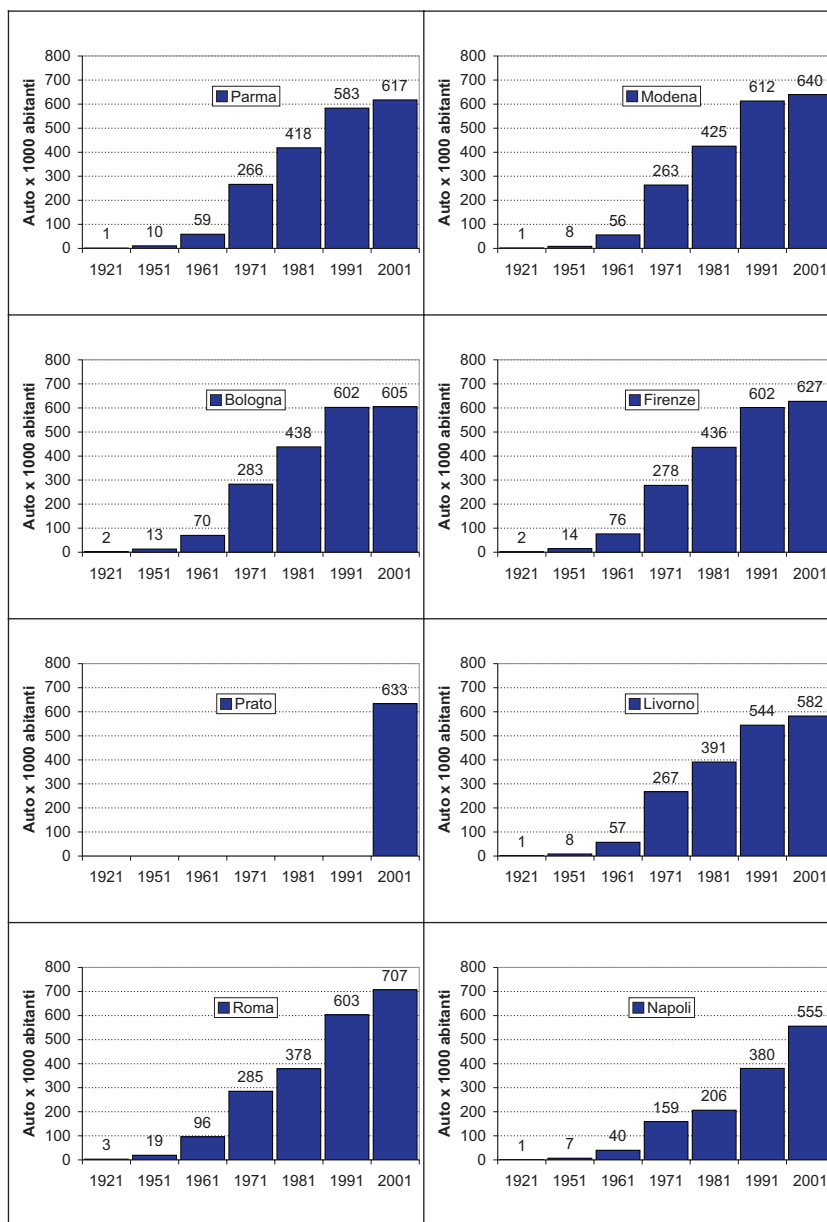 Auto x 1000 abitanti
800
700
600
500
400
300
200
100
0
Parma
1 10 59 266 418 583 617
1921 1951 1961 1971 1981 1991 2001
Auto x 1000 abitanti
800
700
600
500
400
300
200
100
0
Modena
1 8 56 263 425 612 640
1921 1951 1961 1971 1981 1991 2001
Auto x 1000 abitanti
800
700
600
500
400
300
200
100
0
Bologna
2 13 70 283 438 602 605
1921 1951 1961 1971 1981 1991 2001
Auto x 1000 abitanti
800
700
600
500
400
300
200
100
0
Firenze
2 14 76 278 436 602 627
1921 1951 1961 1971 1981 1991 2001
Auto x 1000 abitanti
800
700
600
500
400
300
200
100
0
Prato
633
1921 1951 1961 1971 1981 1991 2001
Auto x 1000 abitanti
800
700
600
500
400
300
200
100
0
Livorno
1 8 57 267 391 544 582
1921 1951 1961 1971 1981 1991 2001
Auto x 1000 abitanti
800
700
600
500
400
300
200
100
0
Roma
3 19 96 285 378 603 707
1921 1951 1961 1971 1981 1991 2001
Auto x 1000 abitanti
800
700
600
500
400
300
200
100
0
Napoli
1 7 40 159 206 380 555
1921 1951 1961 1971 1981 1991 2001